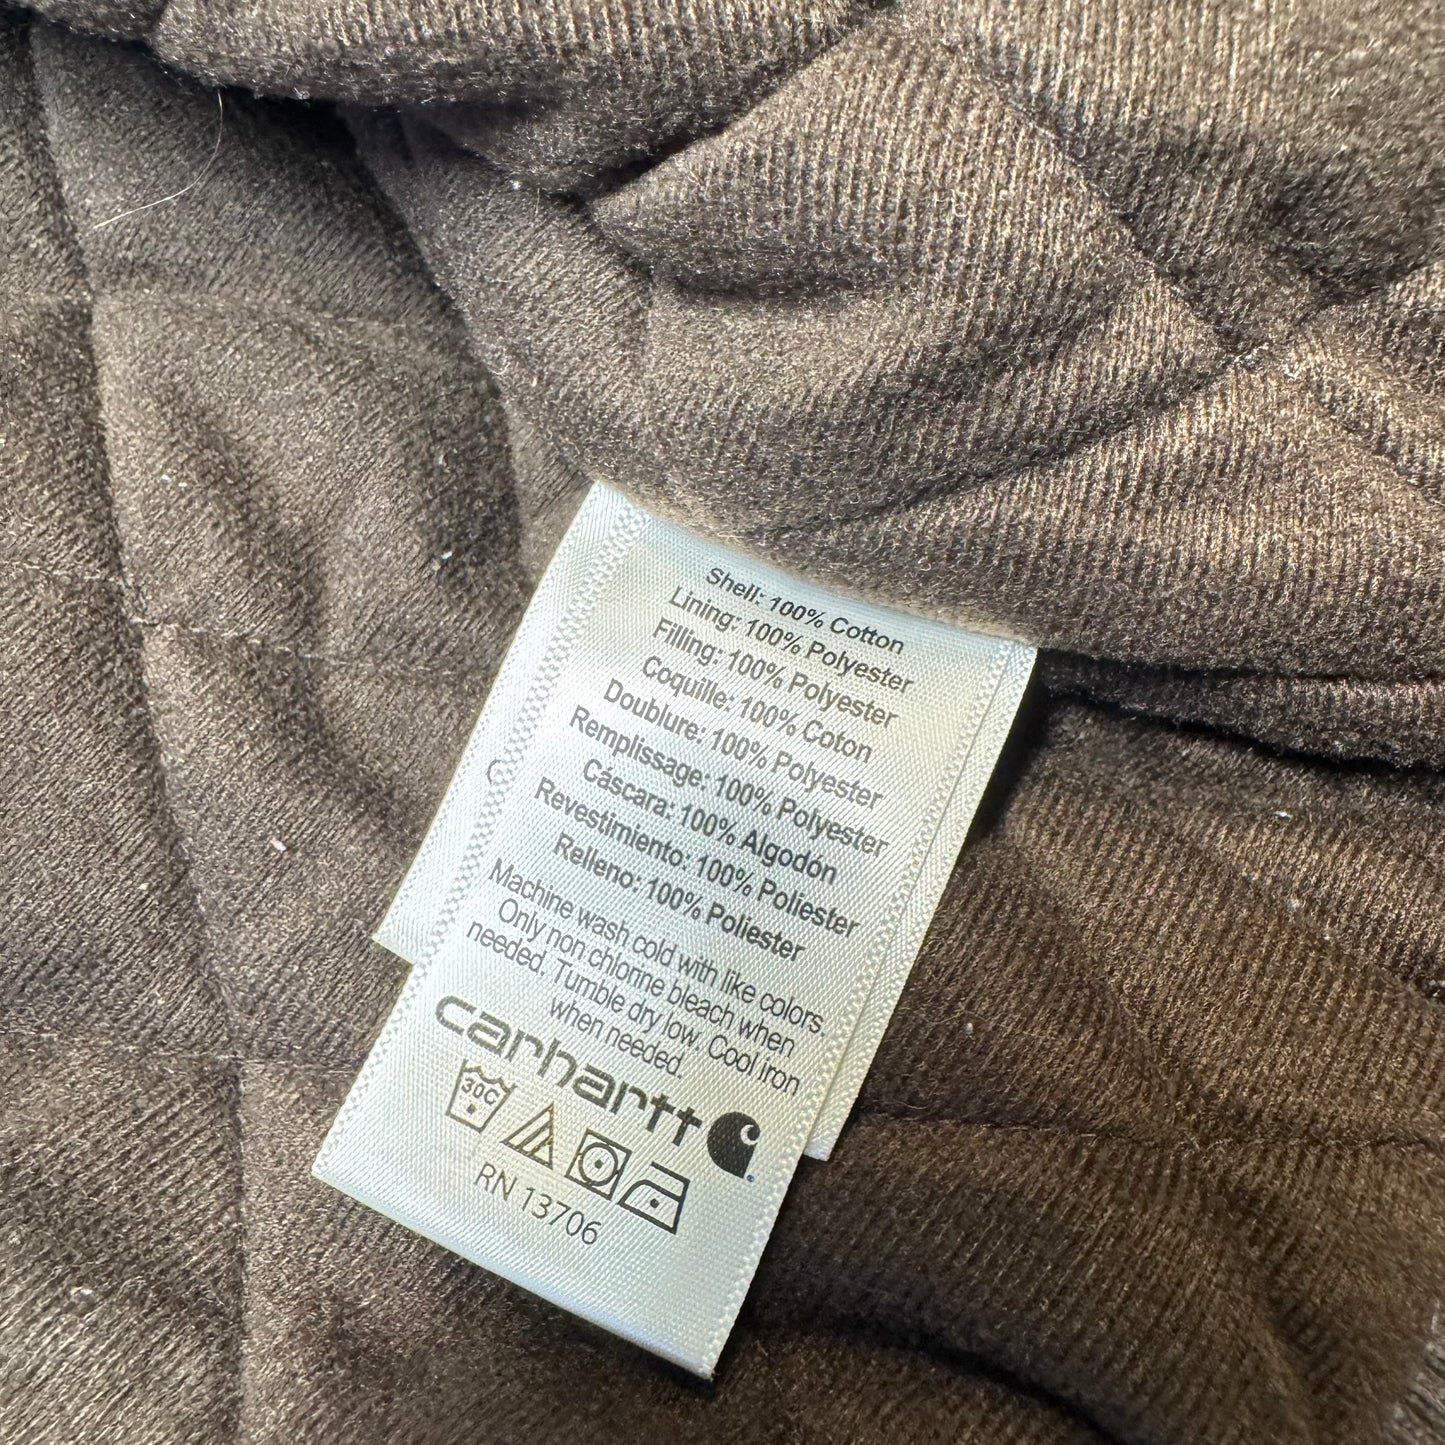 Shell: 100% Cotton
Lining: 100% Polyester
Filling: 100% Polyester
Coquille: 100% Coton
Doublure: 100% Polyester
Remplissage: 100% Polyester
Cáscara: 100% Algodón
Revestimiento: 100% Poliester
Relleno: 100% Poliester
Machine wash cold with like colors.
Only non chlorine bleach when
needed. Tumble dry low. Cool iron
when needed.
carhartt
30C
RN 13706